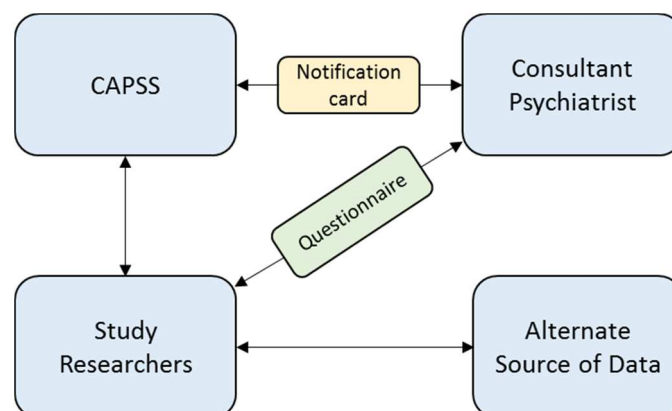 CAPSS
Notification
card
Consultant
Psychiatrist
Questionnaire
Study
Researchers
Alternate
Source of Data